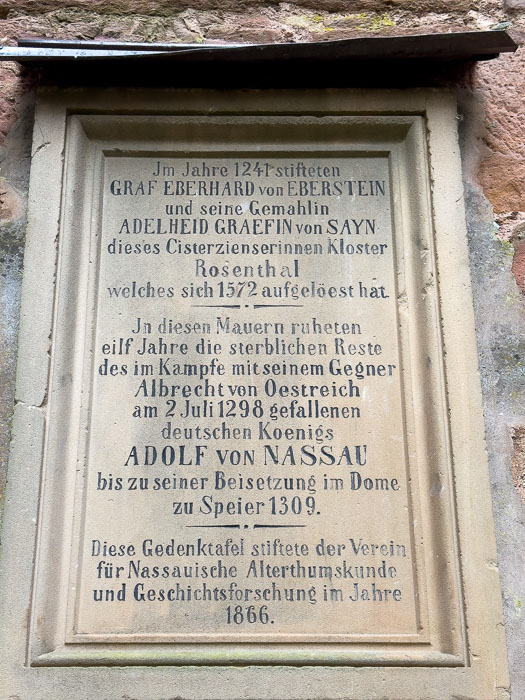 Jm Jahre 1241 stifteten
GRAF EBERHARD von EBERSTEIN
und seine Gemahlin
ADELHEID GRAEFIN von SAYN
dieses Cisterzienserinnen Kloster
Rosenthal
welches sich 1572 aufgelöest hat.
Jn diesen Mauern ruheten
eilf Jahre die sterblichen Reste
des im Kampfe mit seinem Gegner
Albrecht von Oestreich
am 2 Juli 1298 gefallenen
deutschen Koenigs
ADOLF von NASSAU
bis zu seiner Beisetzung im Dome
zu Speier 1309.
Diese Gedenktafel stiftete der Verein
für Nassauische Alterthumskunde
und Geschichtsforschung im Jahre
1866.